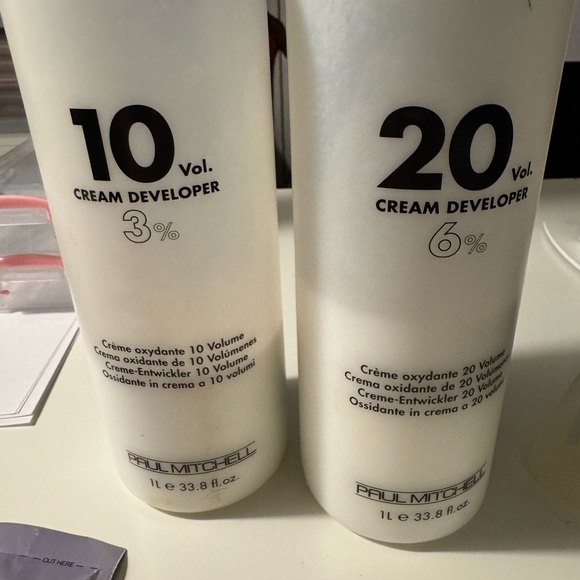 10 Vol.
CREAM DEVELOPER
3%
Crème oxydante 10 Volume
Crema oxidante de 10 Volúmenes
Creme-Entwickler 10 Volume
Ossidante in crema a 10 volumi
PAUL MITCHELL
1L e 33.8 fl.oz.
20 Vol.
CREAM DEVELOPER
6%
Crème oxydante 20 Volume
Crema oxidante de 20 Volúmenes
Creme-Entwickler 20 Volume
Ossidante in crema a 20 volumi
PAUL MITCHELL
1L e 33.8 fl.oz.
CUT HERE